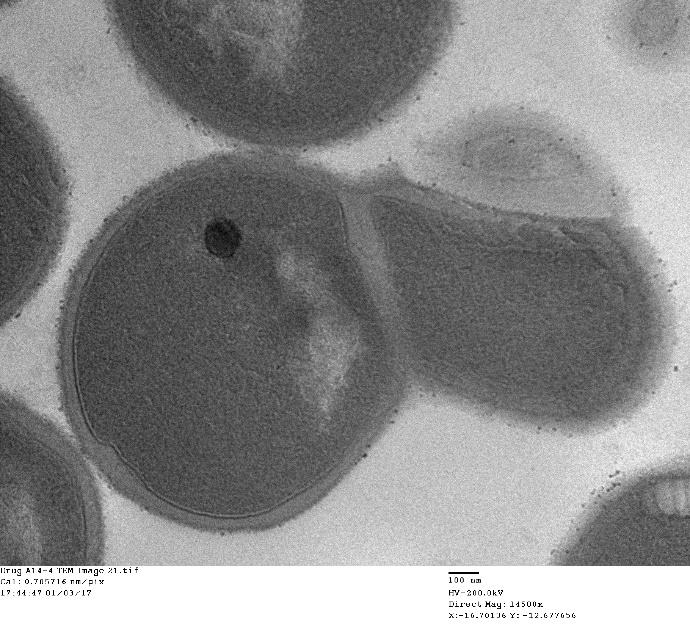 Drug A14-4 TEM Image 21.tif
Cal: 0.705716 nm/pix
17:44:47 01/03/17
100 nm
HV=200.0kV
Direct Mag: 14500x
X:-16.70136 Y: -12.677656